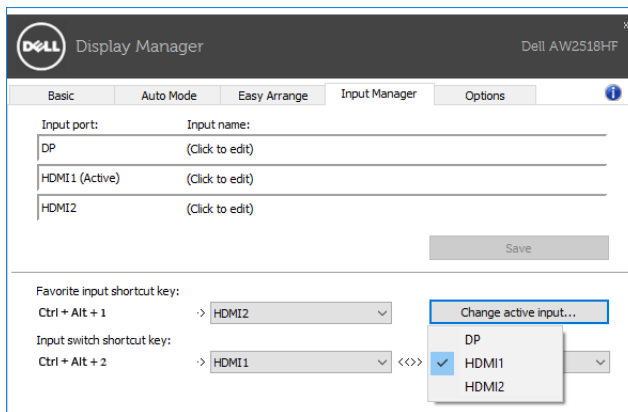 DELL Display Manager Dell AW2518HF
Basic Auto Mode Easy Arrange Input Manager Options
Input port: Input name:
DP (Click to edit)
HDMI1 (Active) (Click to edit)
HDMI2 (Click to edit)
Save
Favorite input shortcut key:
Ctrl + Alt + 1 -> HDMI2 Change active input...
Input switch shortcut key:
Ctrl + Alt + 2 -> HDMI1 <<>>
DP
HDMI1
HDMI2